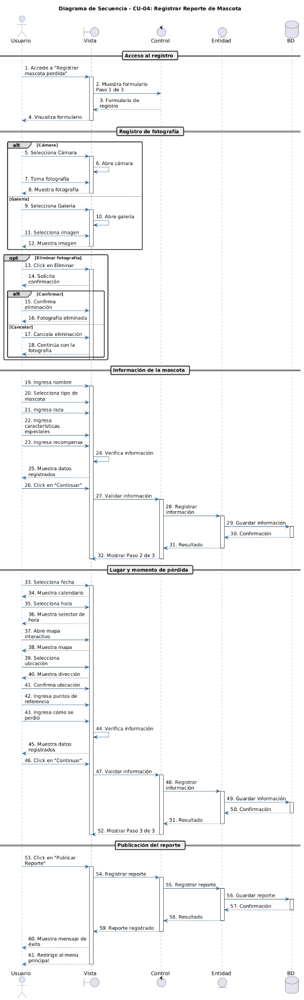 Diagrama de Secuencia - CU-04: Registrar Reporte de Mascota
Usuario
Vista
Control
Entidad
BD
Acceso al registro
1. Accede a "Registrar
mascota perdida"
2. Muestra formulario
Paso 1 de 3
3. Formulario de
registro
4. Visualiza formulario
Registro de fotografía
alt [Cámara]
5. Selecciona Cámara
6. Abre cámara
7. Toma fotografía
8. Muestra fotografía
[Galería]
9. Selecciona Galería
10. Abre galería
11. Selecciona imagen
12. Muestra imagen
opt [Eliminar fotografía]
13. Click en Eliminar
14. Solicita
confirmación
alt [Confirmar]
15. Confirma
eliminación
16. Fotografía eliminada
[Cancelar]
17. Cancela eliminación
18. Continúa con la
fotografía
Información de la mascota
19. Ingresa nombre
20. Selecciona tipo de
mascota
21. Ingresa raza
22. Ingresa
características
especiales
23. Ingresa recompensa
24. Verifica información
25. Muestra datos
registrados
26. Click en "Continuar"
27. Validar información
28. Registrar
información
29. Guardar información
30. Confirmación
31. Resultado
32. Mostrar Paso 2 de 3
Lugar y momento de pérdida
33. Selecciona fecha
34. Muestra calendario
35. Selecciona hora
36. Muestra selector de
hora
37. Abre mapa
interactivo
38. Muestra mapa
39. Selecciona
ubicación
40. Muestra dirección
41. Confirma ubicación
42. Ingresa puntos de
referencia
43. Ingresa cómo se
perdió
44. Verifica información
45. Muestra datos
registrados
46. Click en "Continuar"
47. Validar información
48. Registrar
información
49. Guardar información
50. Confirmación
51. Resultado
52. Mostrar Paso 3 de 3
Publicación del reporte
53. Click en "Publicar
Reporte"
54. Registrar reporte
55. Registrar reporte
56. Guardar reporte
57. Confirmación
58. Resultado
59. Reporte registrado
60. Muestra mensaje de
éxito
61. Redirige al menú
principal
Usuario
Vista
Control
Entidad
BD